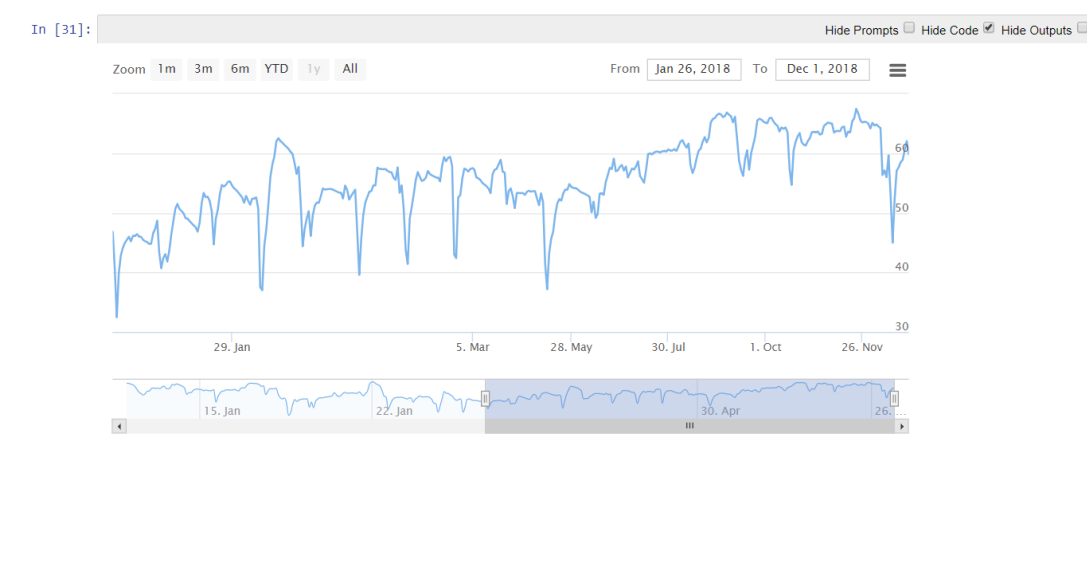 In [31]:
Hide Prompts Hide Code Hide Outputs
Zoom 1m 3m 6m YTD 1y All From Jan 26, 2018 To Dec 1, 2018
60
50
40
30
29. Jan 5. Mar 28. May 30. Jul 1. Oct 26. Nov
15. Jan 22. Jan 30. Apr 26. …